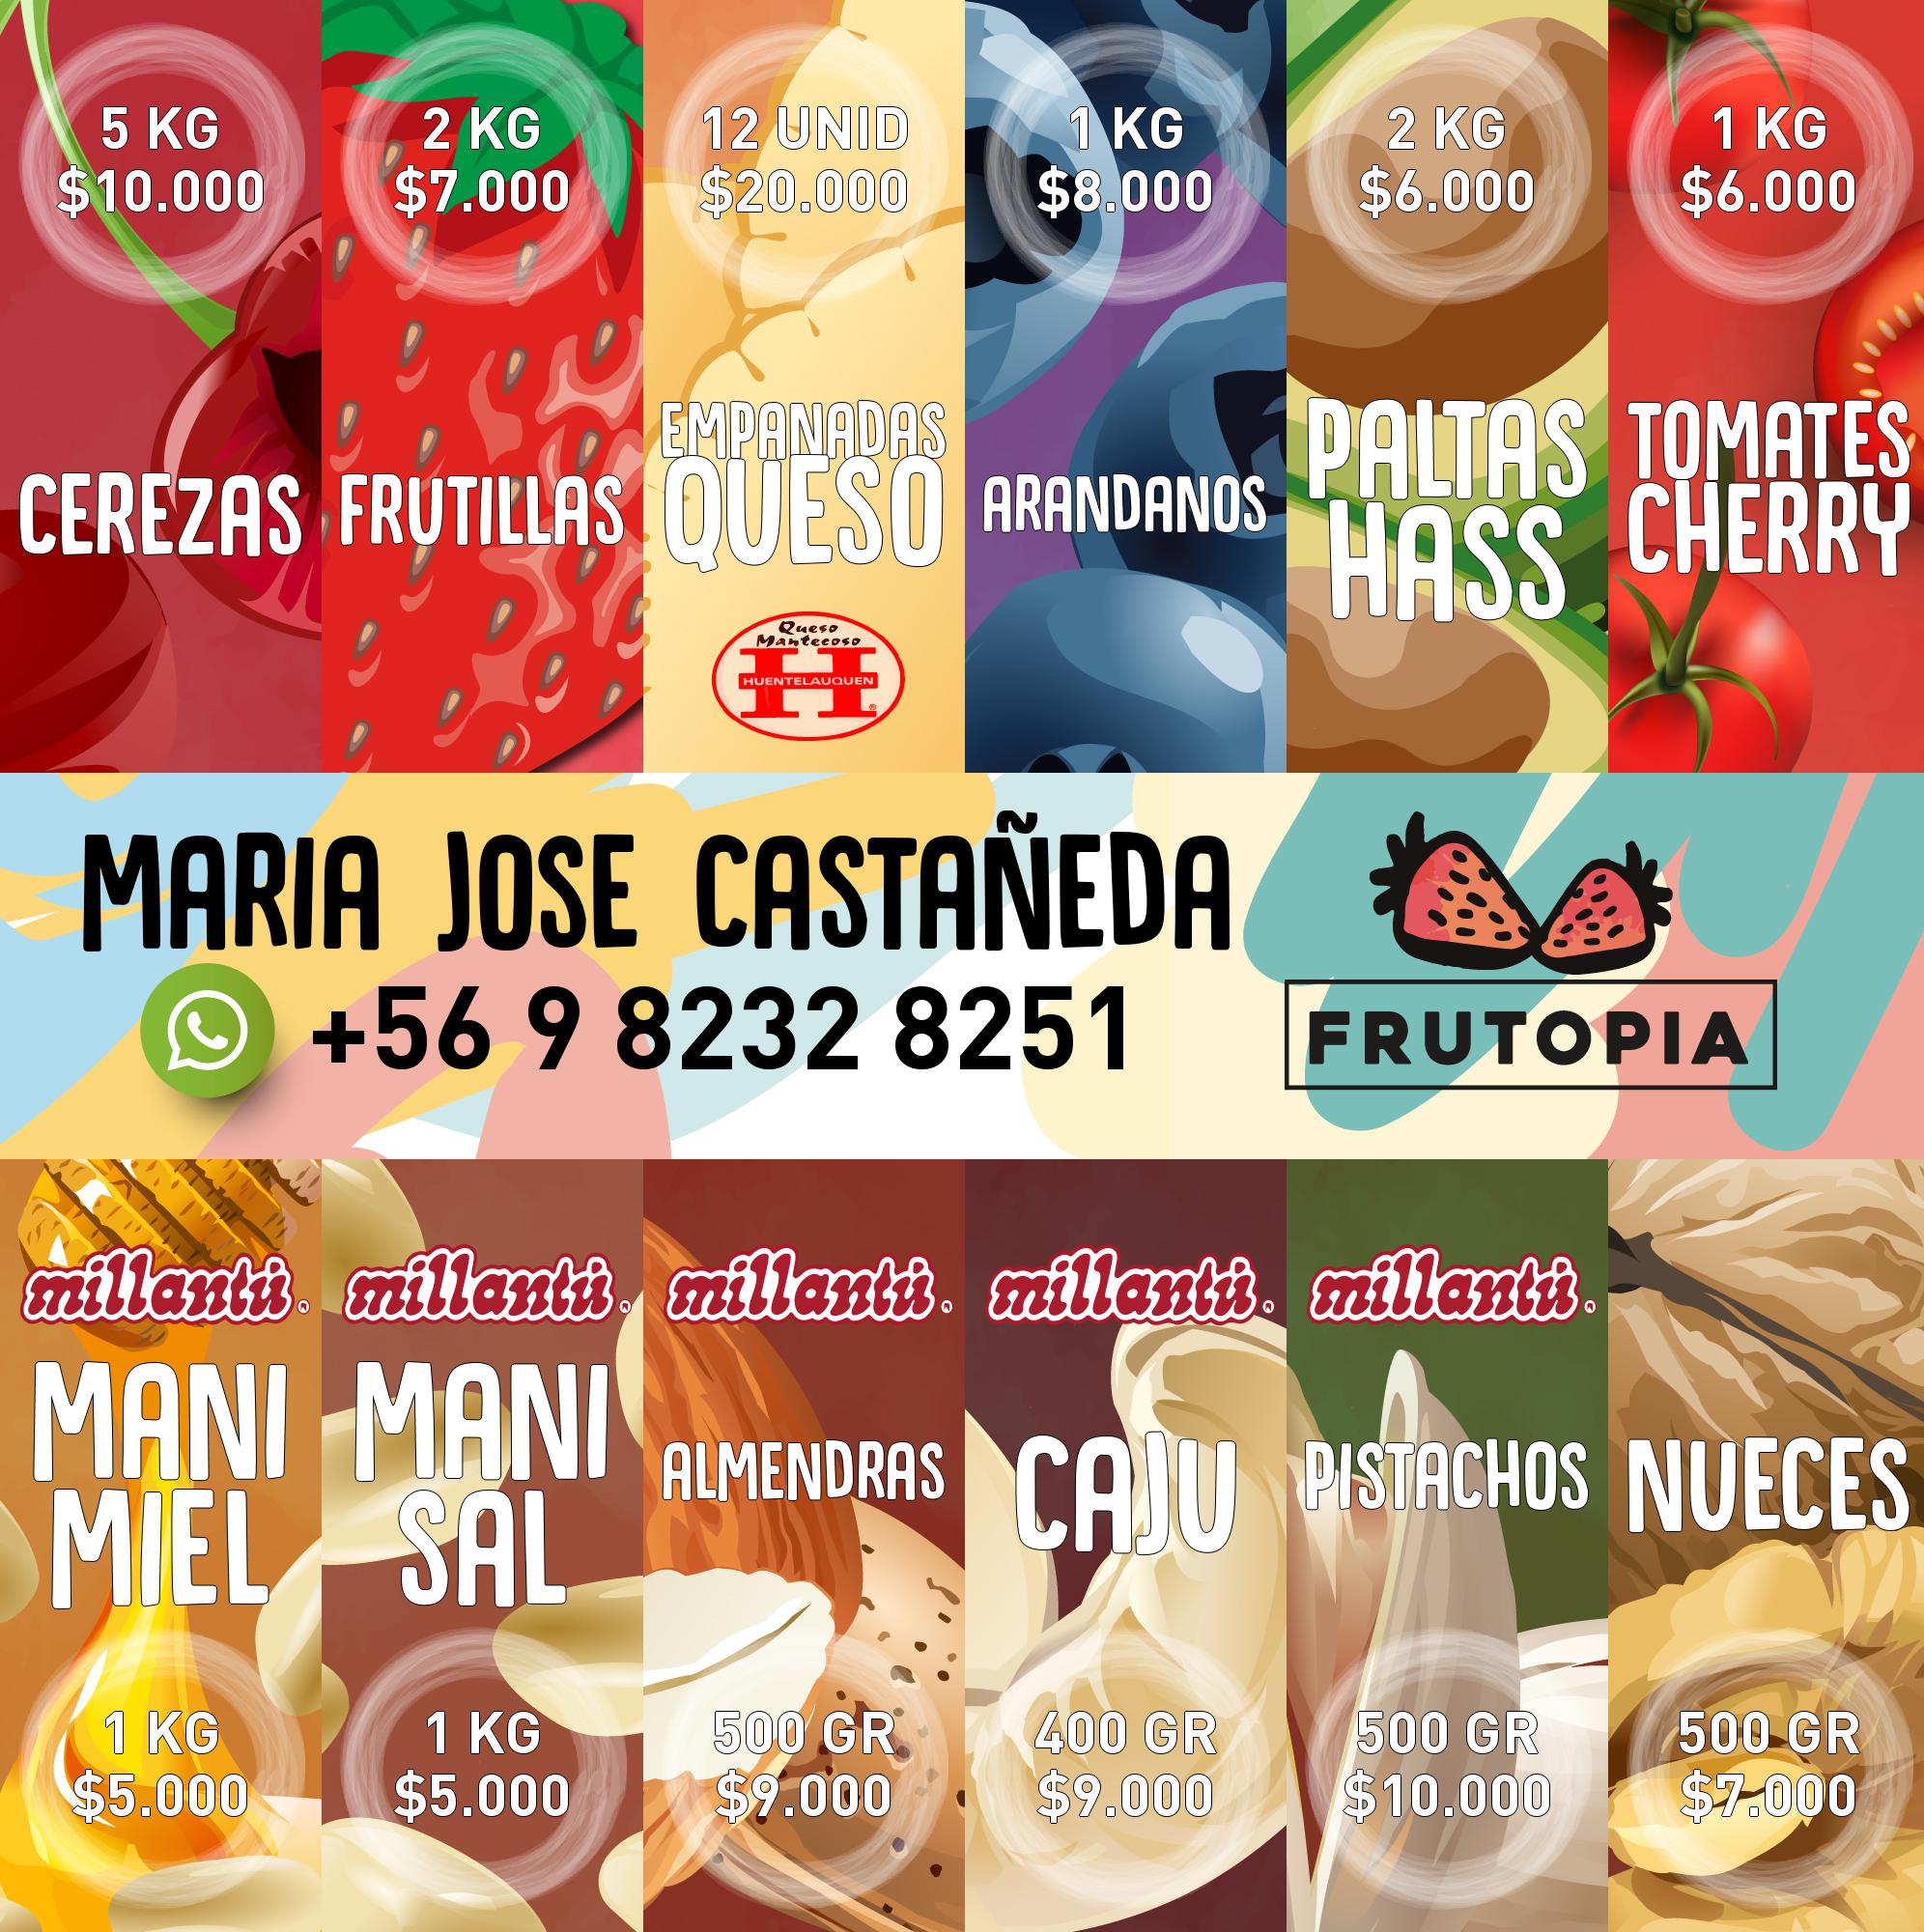 5 KG
$10.000
CEREZAS
2 KG
$7.000
FRUTILLAS
12 UNID
$20.000
EMPANADAS
QUESO
Queso
Mantecoso
H
HUENTELAUQUEN
®
1 KG
$8.000
ARANDANOS
2 KG
$6.000
PALTAS
HASS
1 KG
$6.000
TOMATES
CHERRY
MARIA JOSE CASTAÑEDA
+56 9 8232 8251
FRUTOPIA
millantú®
MANI
MIEL
1 KG
$5.000
millantú®
MANI
SAL
1 KG
$5.000
millantú®
ALMENDRAS
500 GR
$9.000
millantú®
CAJU
400 GR
$9.000
millantú®
PISTACHOS
500 GR
$10.000
NUECES
500 GR
$7.000